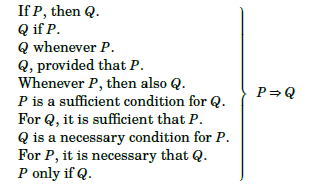 If P, then Q.
Q if P.
Q whenever P.
Q, provided that P.
Whenever P, then also Q.
P is a sufficient condition for Q.
For Q, it is sufficient that P.
Q is a necessary condition for P.
For P, it is necessary that Q.
P only if Q.
P ⇒ Q